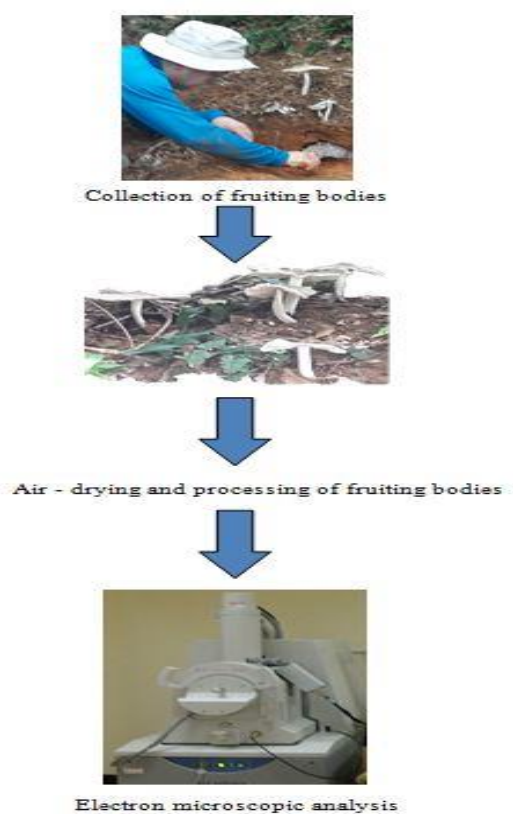 Collection of fruiting bodies
Air - drying and processing of fruiting bodies
Electron microscopic analysis